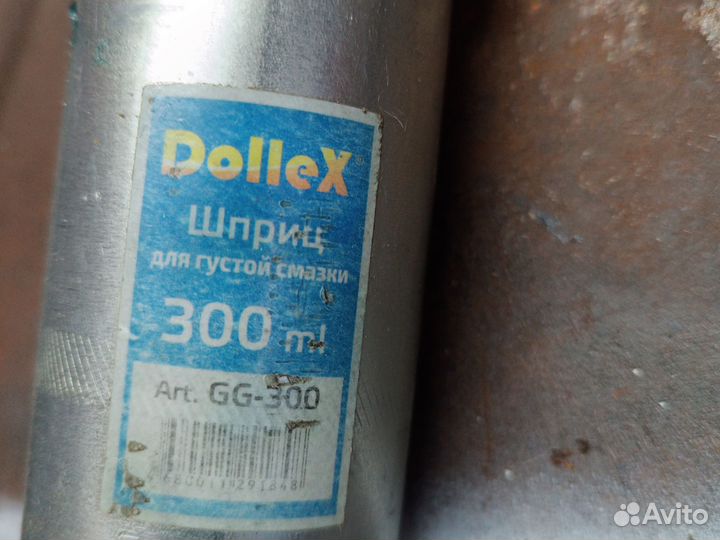 DolleX®
Шприц
для густой смазки
300 ml
Art. GG-300
Avito